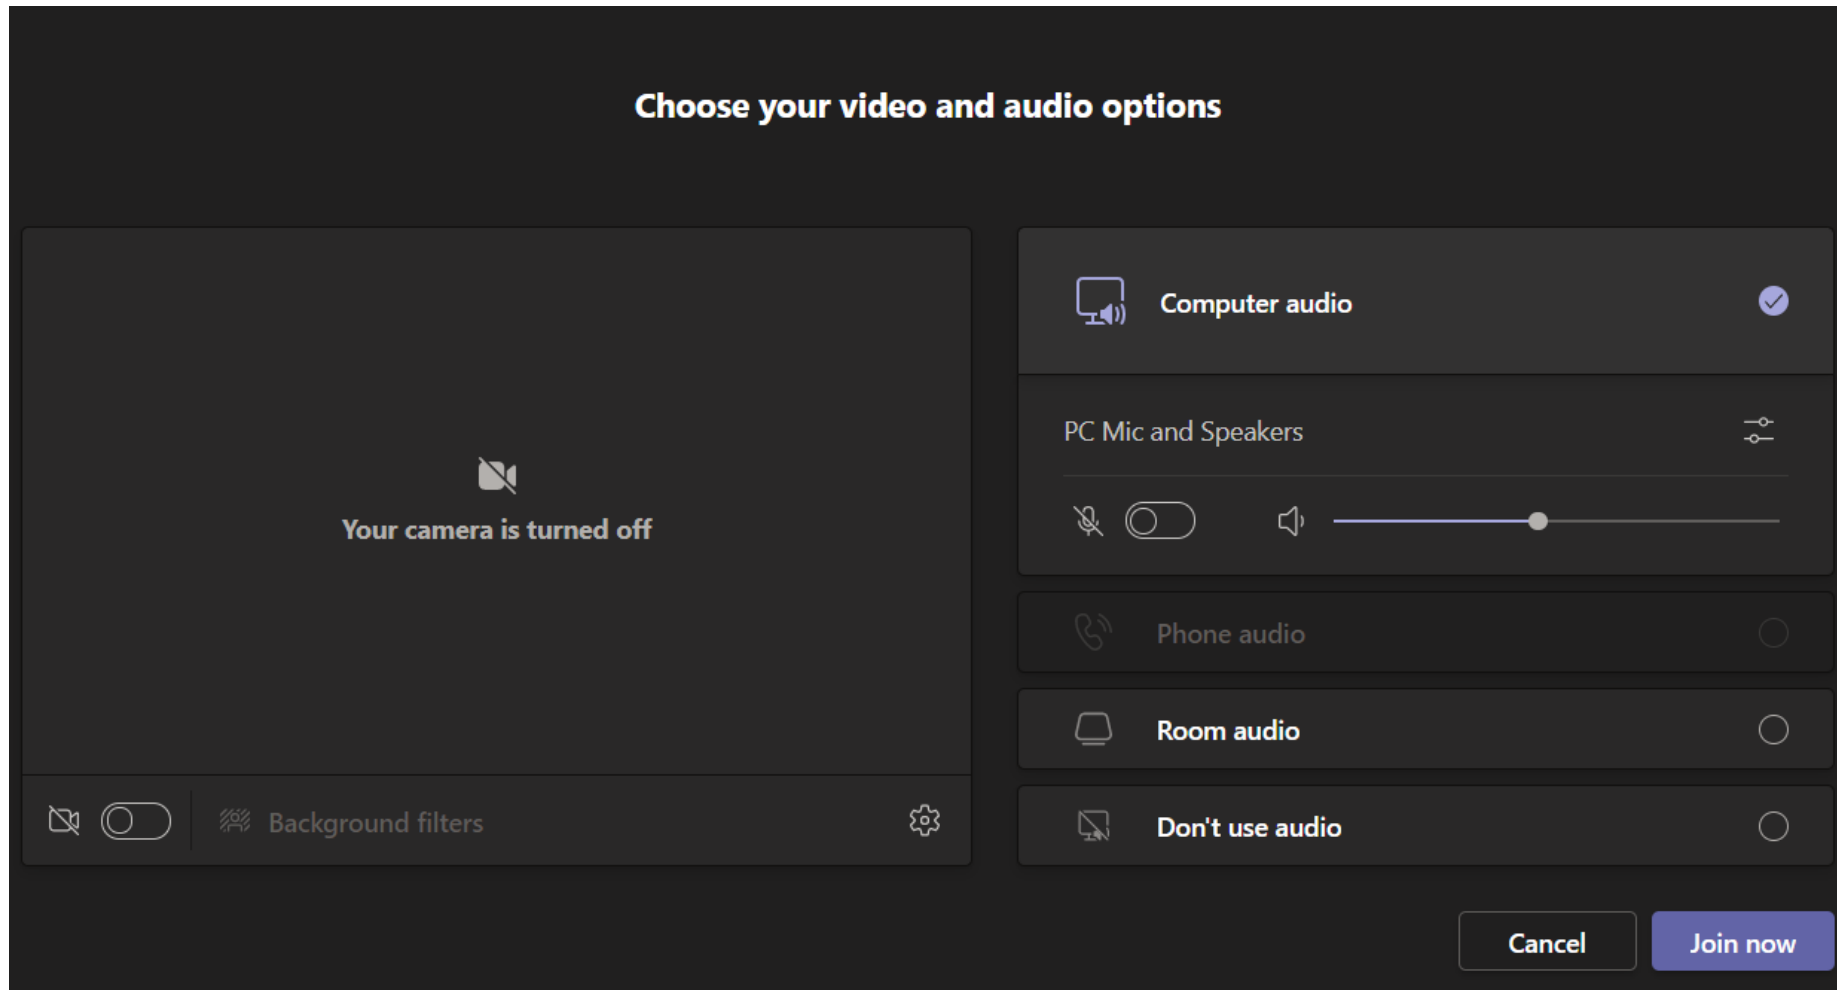 Choose your video and audio options
Your camera is turned off
Background filters
Computer audio
PC Mic and Speakers
Phone audio
Room audio
Don't use audio
Cancel
Join now